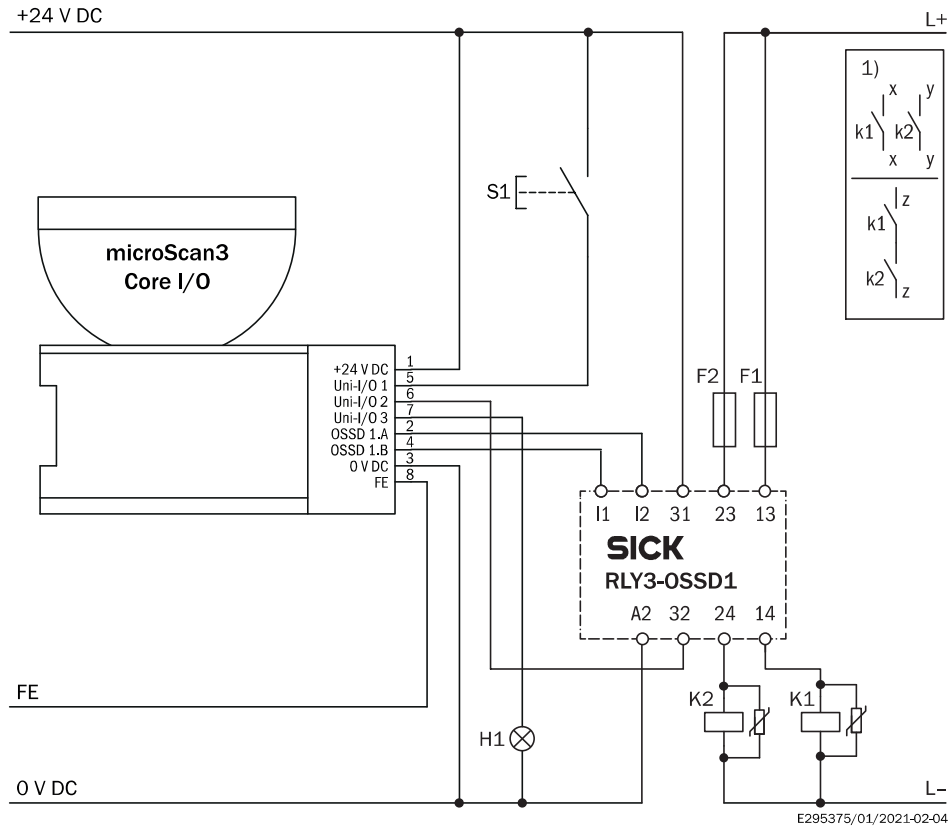 +24 V DC
L+
1)
x
y
k1
k2
x
y
z
k1
k2
z
S1
microScan3
Core I/O
+24 V DC
1
Uni-I/O 1
5
Uni-I/O 2
6
Uni-I/O 3
7
OSSD 1.A
2
OSSD 1.B
4
0 V DC
3
FE
8
F2
F1
I1
I2
31
23
13
SICK
RLY3-OSSD1
A2
32
24
14
FE
K2
K1
H1
0 V DC
L–
E295375/01/2021-02-04